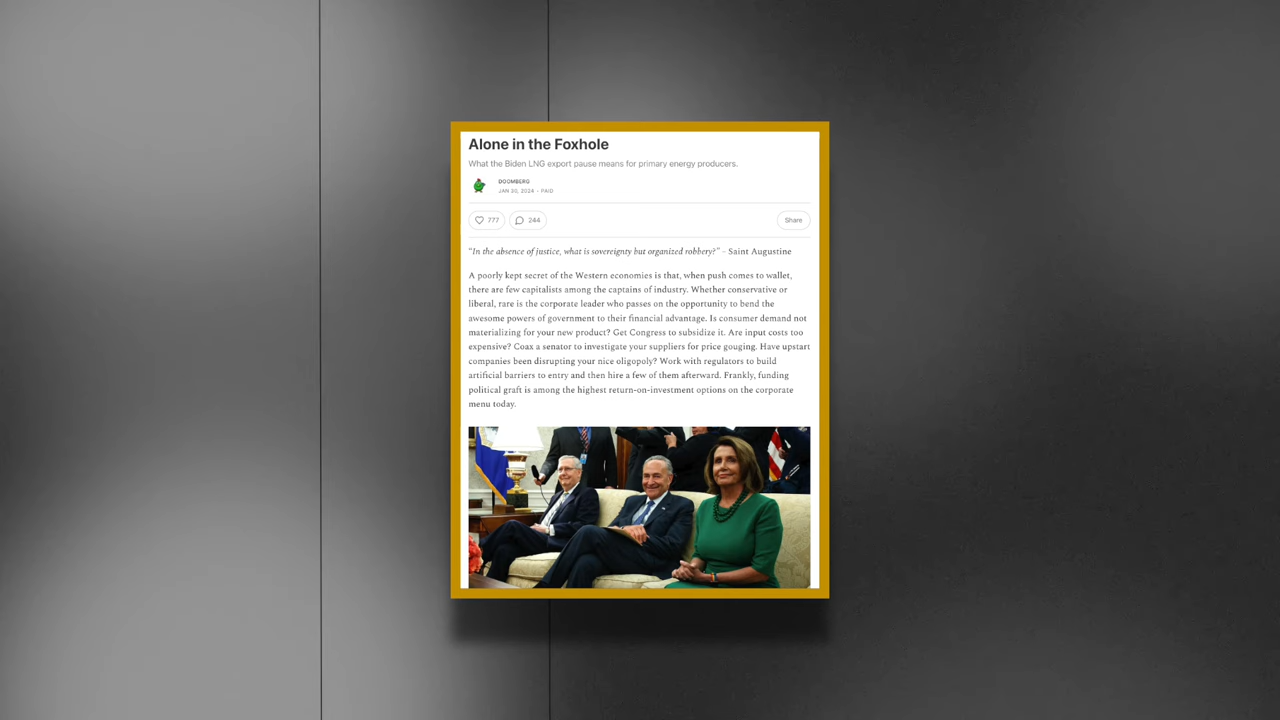 Alone in the Foxhole
What the Biden LNG export pause means for primary energy producers.
DOOMBERG
JAN 30, 2024 • PAID
777 244 Share
“In the absence of justice, what is sovereignty but organized robbery?” – Saint Augustine
A poorly kept secret of the Western economies is that, when push comes to wallet,
there are few capitalists among the captains of industry. Whether conservative or
liberal, rare is the corporate leader who passes on the opportunity to bend the
awesome powers of government to their financial advantage. Is consumer demand not
materializing for your new product? Get Congress to subsidize it. Are input costs too
expensive? Coax a senator to investigate your suppliers for price gouging. Have upstart
companies been disrupting your nice oligopoly? Work with regulators to build
artificial barriers to entry and then hire a few of them afterward. Frankly, funding
political graft is among the highest return-on-investment options on the corporate
menu today.